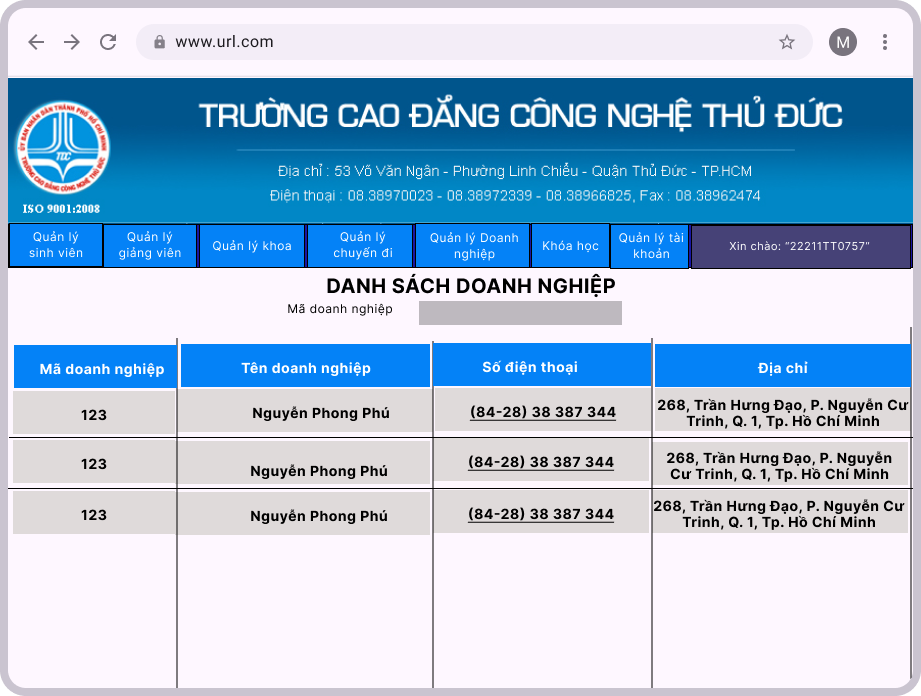 www.url.com
M
ỦY BAN NHÂN DÂN THÀNH PHỐ HỒ CHÍ MINH
TDC
TRƯỜNG CAO ĐẲNG CÔNG NGHỆ THỦ ĐỨC
ISO 9001:2008
TRƯỜNG CAO ĐẲNG CÔNG NGHỆ THỦ ĐỨC
Địa chỉ : 53 Võ Văn Ngân - Phường Linh Chiểu - Quận Thủ Đức - TP.HCM
Điện thoại : 08.38970023 - 08.38972339 - 08.38966825, Fax : 08.38962474
Quản lý
sinh viên
Quản lý
giảng viên
Quản lý khoa
Quản lý
chuyến đi
Quản lý Doanh
nghiệp
Khóa học
Quản lý tài
khoản
Xin chào: "22211TT0757"
DANH SÁCH DOANH NGHIỆP
Mã doanh nghiệp
Mã doanh nghiệp Tên doanh nghiệp Số điện thoại Địa chỉ
123 Nguyễn Phong Phú (84-28) 38 387 344 268, Trần Hưng Đạo, P. Nguyễn Cư
Trinh, Q. 1, Tp. Hồ Chí Minh
123 Nguyễn Phong Phú (84-28) 38 387 344 268, Trần Hưng Đạo, P. Nguyễn
Cư Trinh, Q. 1, Tp. Hồ Chí Minh
123 Nguyễn Phong Phú (84-28) 38 387 344 268, Trần Hưng Đạo, P. Nguyễn Cư
Trinh, Q. 1, Tp. Hồ Chí Minh